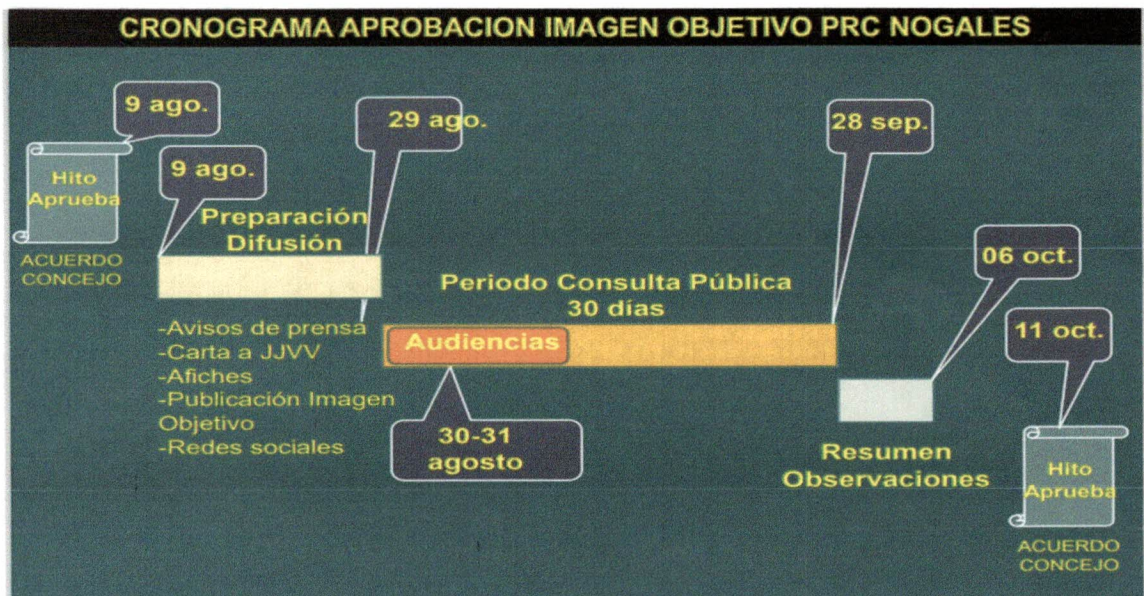 CRONOGRAMA APROBACION IMAGEN OBJETIVO PRC NOGALES
9 ago.
Hito
Aprueba
ACUERDO
CONCEJO
9 ago.
Preparación
Difusión
29 ago.
-Avisos de prensa
-Carta a JJVV
-Afiches
-Publicación Imagen
Objetivo
-Redes sociales
Periodo Consulta Pública
30 días
Audiencias
30-31
agosto
28 sep.
06 oct.
Resumen
Observaciones
11 oct.
Hito
Aprueba
ACUERDO
CONCEJO